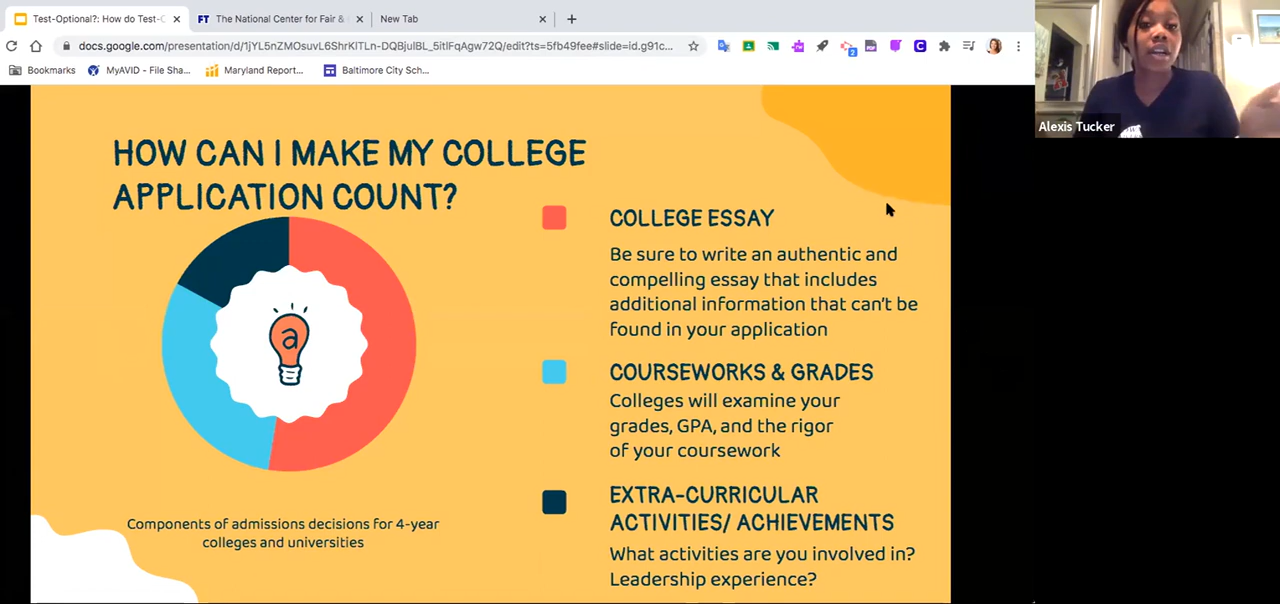 Test-Optional?: How do Test-C
The National Center for Fair &
New Tab
docs.google.com/presentation/d/1jYL5nZMOsuvL6ShrKlTLn-DQBjuIBL_5itIFqAgw72Q/edit?ts=5fb49fee#slide=id.g91c...
Bookmarks
MyAVID - File Sha...
Maryland Report...
Baltimore City Sch...
Alexis Tucker
HOW CAN I MAKE MY COLLEGE
APPLICATION COUNT?
a
Components of admissions decisions for 4-year
colleges and universities
COLLEGE ESSAY
Be sure to write an authentic and
compelling essay that includes
additional information that can't be
found in your application
COURSEWORKS & GRADES
Colleges will examine your
grades, GPA, and the rigor
of your coursework
EXTRA-CURRICULAR
ACTIVITIES/ ACHIEVEMENTS
What activities are you involved in?
Leadership experience?